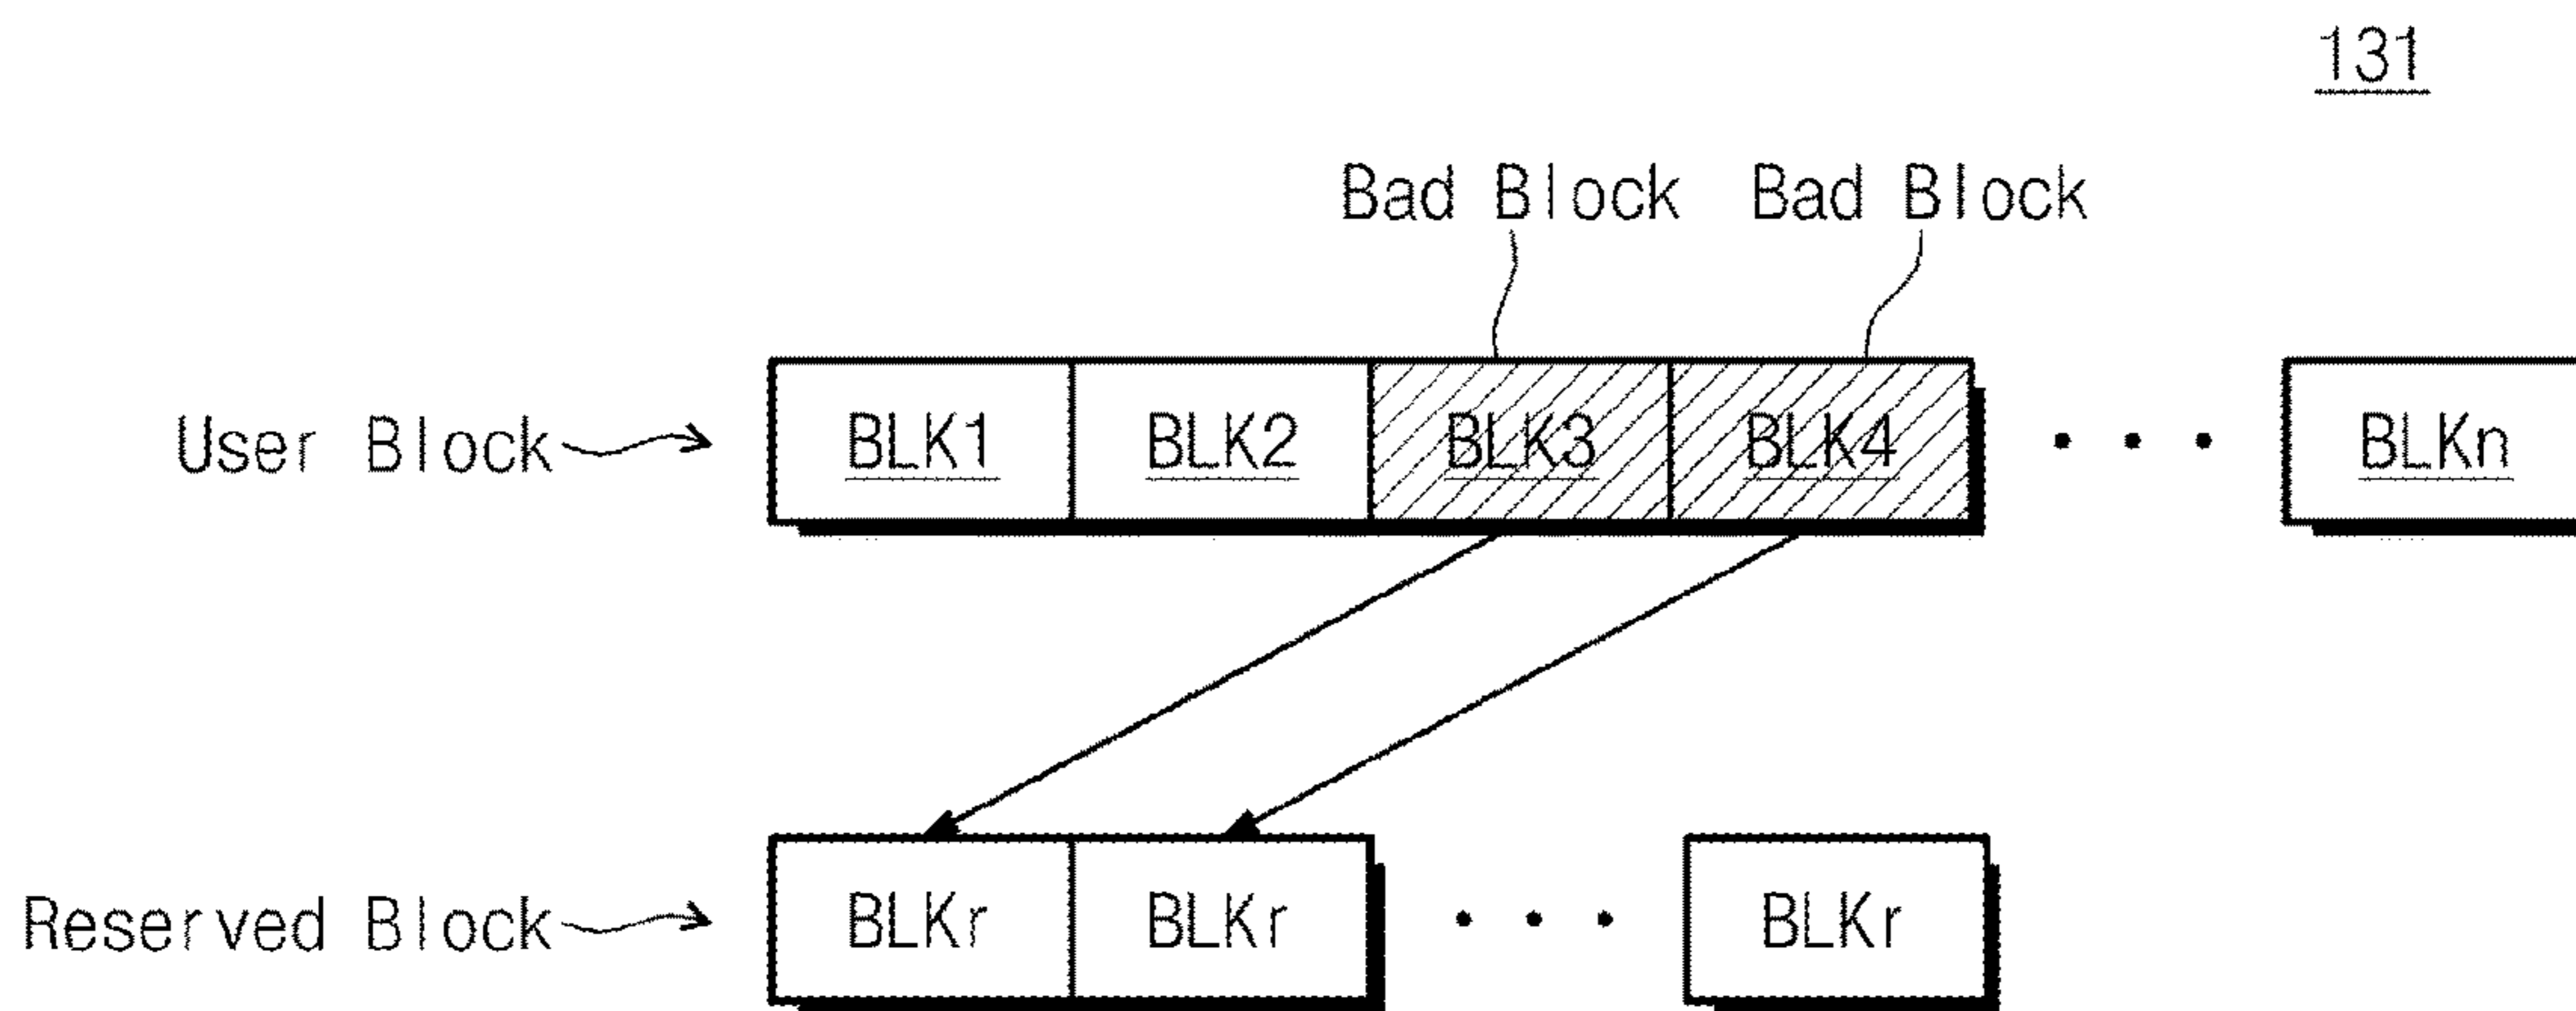 131
Bad Block Bad Block
User Block BLK1 BLK2 BLK3 BLK4 • • • BLKn
Reserved Block BLKr BLKr • • • BLKr